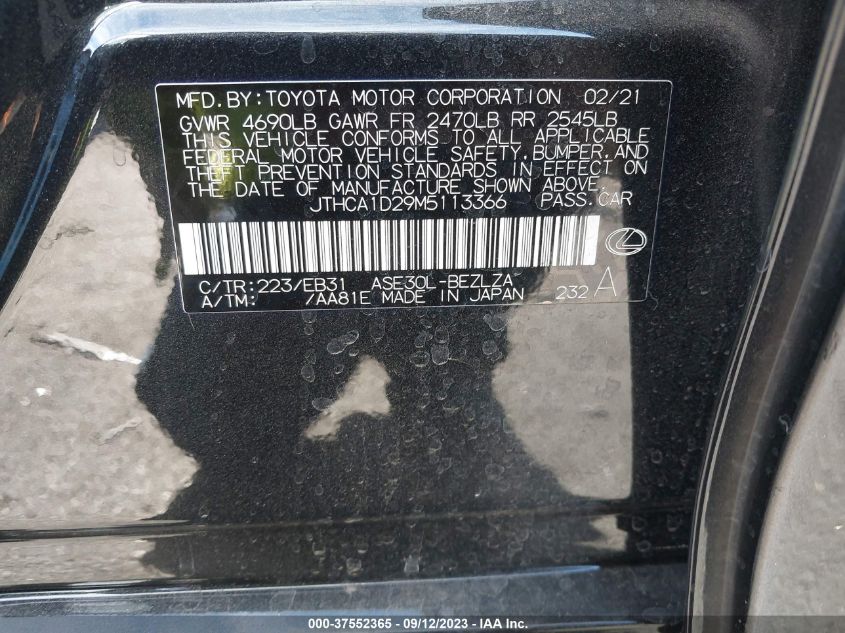 MFD.BY:TOYOTA MOTOR CORPORATION 02/21
GVWR 4690LB GAWR FR 2470LB RR 2545LB
THIS VEHICLE CONFORMS TO ALL APPLICABLE
FEDERAL MOTOR VEHICLE SAFETY,BUMPER,AND
THEFT PREVENTION STANDARDS IN EFFECT ON
THE DATE OF MANUFACTURE SHOWN ABOVE.
JTHCA1D29M5113366 PASS.CAR
C/TR:223/EB31 ASE30L-BEZLZA
A/TM: /AA81E MADE IN JAPAN 232 A
000-37552365 - 09/12/2023 - IAA Inc.